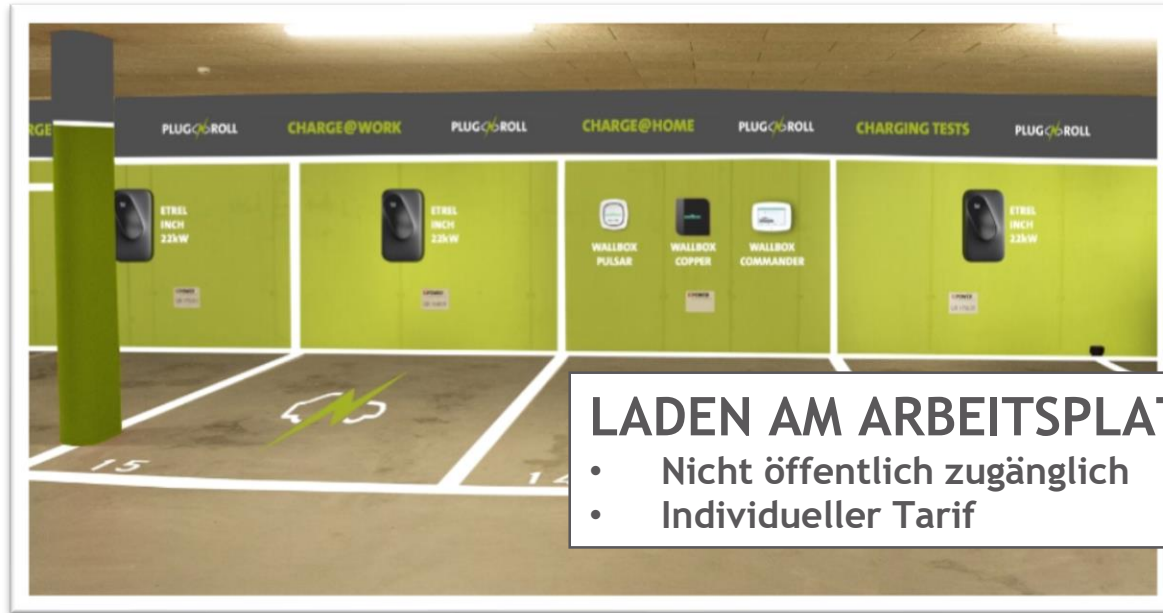 RGE
PLUG ROLL
CHARGE@WORK
PLUG ROLL
CHARGE@HOME
PLUG ROLL
CHARGING TESTS
PLUG ROLL
ETREL
INCH
22kW
ETREL
INCH
22kW
WALLBOX
PULSAR
WALLBOX
COPPER
WALLBOX
COMMANDER
ETREL
INCH
22kW
15
LADEN AM ARBEITSPLAT
• Nicht öffentlich zugänglich
• Individueller Tarif